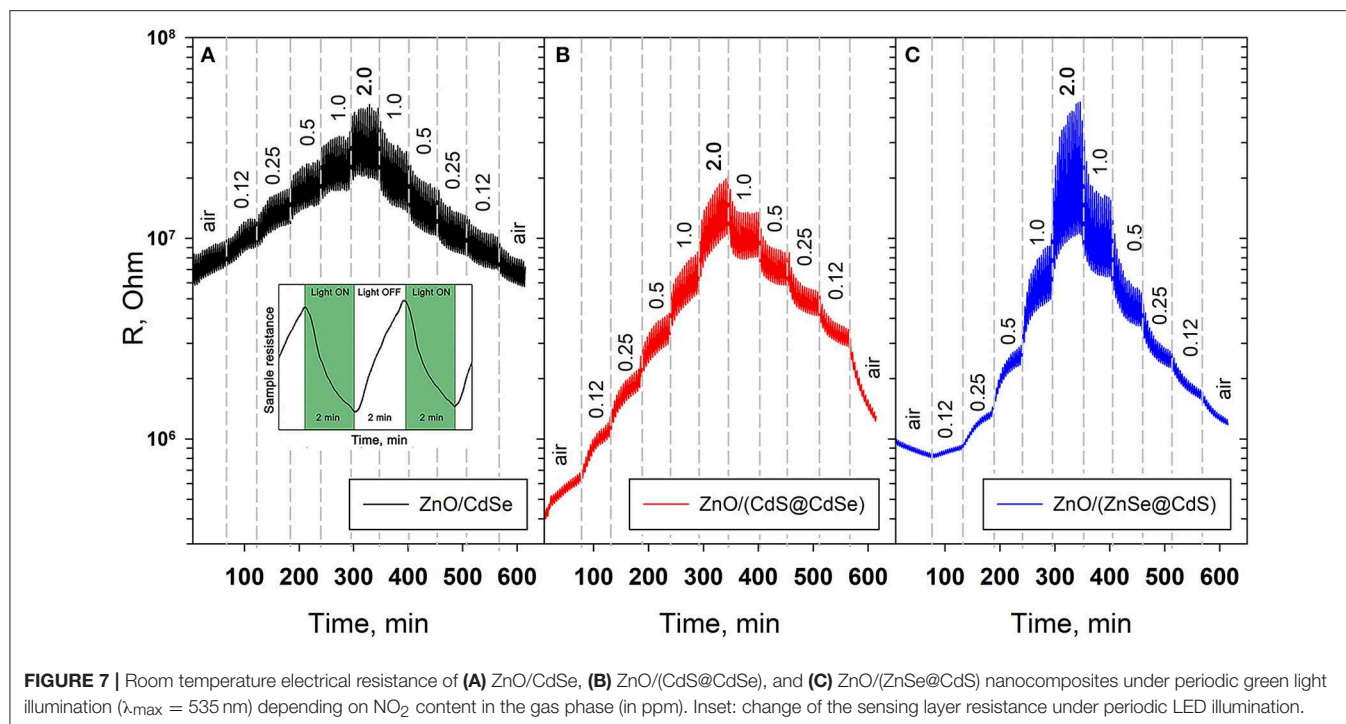 A
B
C
R, Ohm
10⁸
10⁷
10⁶
air
0.12
0.25
0.5
1.0
2.0
1.0
0.5
0.25
0.12
air
Light ON Light OFF Light ON
Sample resistance
2 min 2 min 2 min
Time, min
ZnO/CdSe
100 200 300 400 500 600
Time, min
air
0.12
0.25
0.5
1.0
2.0
1.0
0.5
0.25
0.12
air
ZnO/(CdS@CdSe)
100 200 300 400 500 600
Time, min
air
0.12
0.25
0.5
1.0
2.0
1.0
0.5
0.25
0.12
air
ZnO/(ZnSe@CdS)
100 200 300 400 500 600
Time, min
FIGURE 7 | Room temperature electrical resistance of (A) ZnO/CdSe, (B) ZnO/(CdS@CdSe), and (C) ZnO/(ZnSe@CdS) nanocomposites under periodic green light
illumination (λmax = 535 nm) depending on NO₂ content in the gas phase (in ppm). Inset: change of the sensing layer resistance under periodic LED illumination.